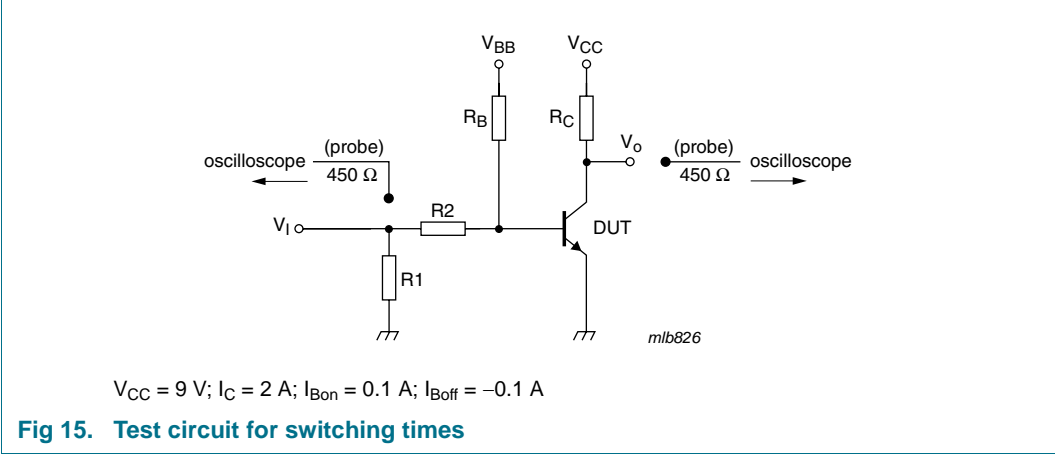 VBB
VCC
RB
RC
Vo
(probe)
450 Ω
oscilloscope
(probe)
450 Ω
oscilloscope
R2
VI
DUT
R1
mlb826
VCC = 9 V; IC = 2 A; IBon = 0.1 A; IBoff = −0.1 A
Fig 15. Test circuit for switching times